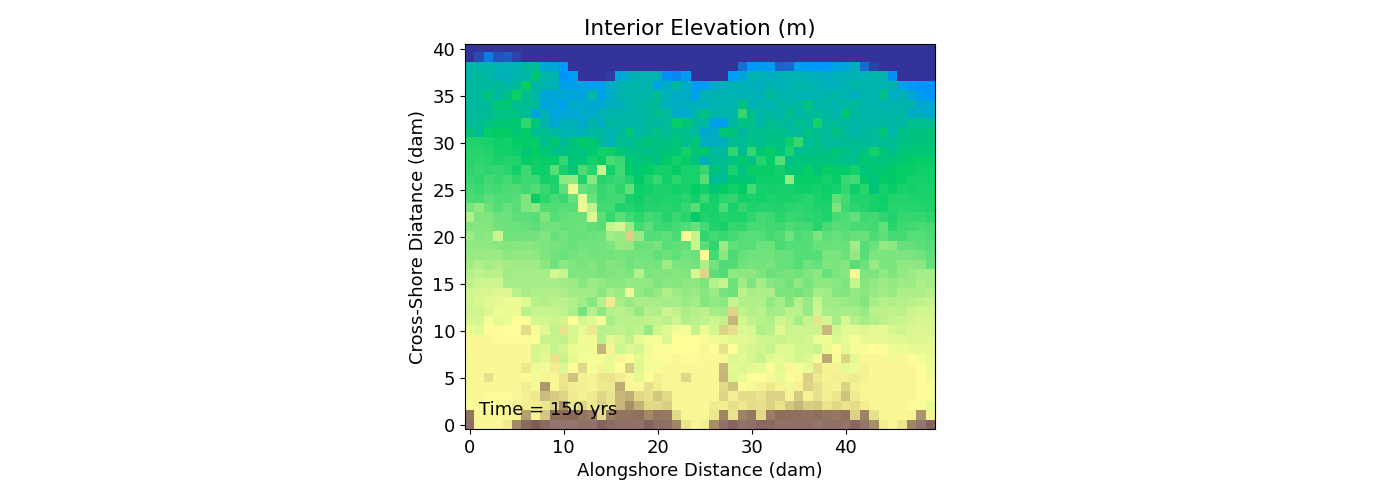 Interior Elevation (m)
40
35
30
25
20
15
10
5
0
Cross-Shore Diatance (dam)
Time = 150 yrs
0 10 20 30 40
Alongshore Distance (dam)